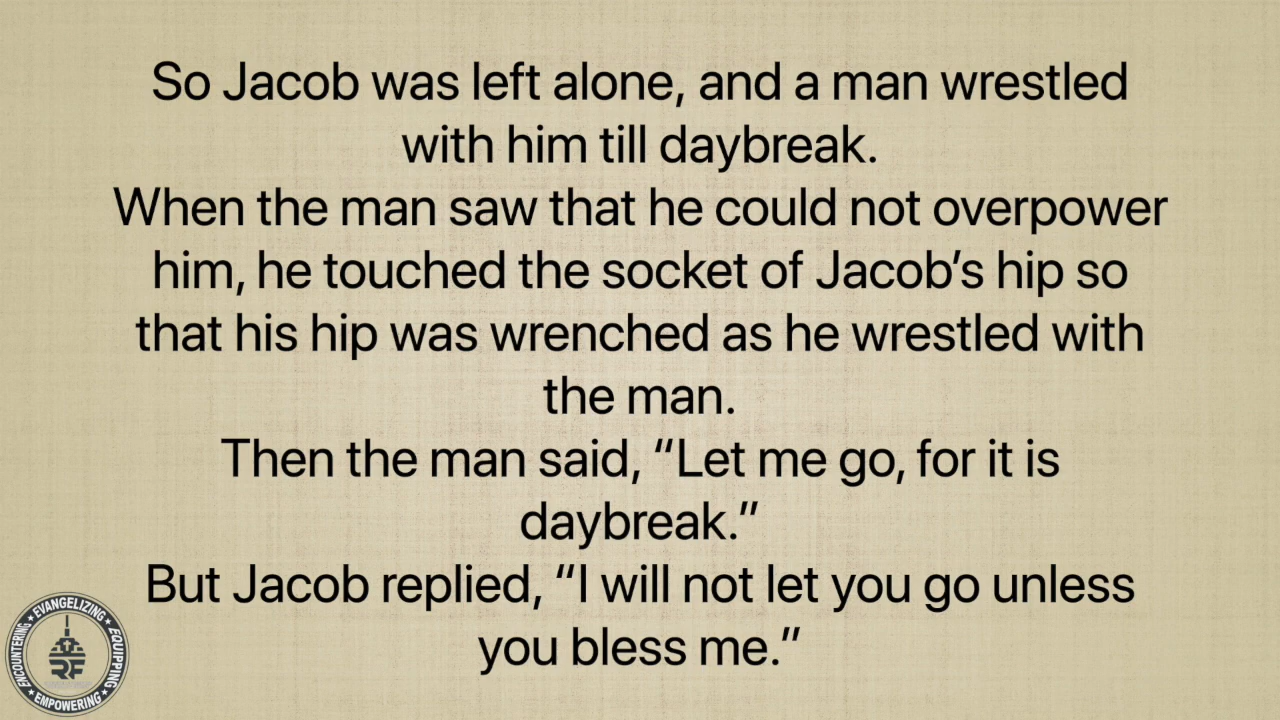 So Jacob was left alone, and a man wrestled
with him till daybreak.
When the man saw that he could not overpower
him, he touched the socket of Jacob’s hip so
that his hip was wrenched as he wrestled with
the man.
Then the man said, “Let me go, for it is
daybreak.”
But Jacob replied, “I will not let you go unless
you bless me.”
ENCOUNTERING ★ EVANGELIZING ★ EQUIPPING ★ EMPOWERING ★
RF